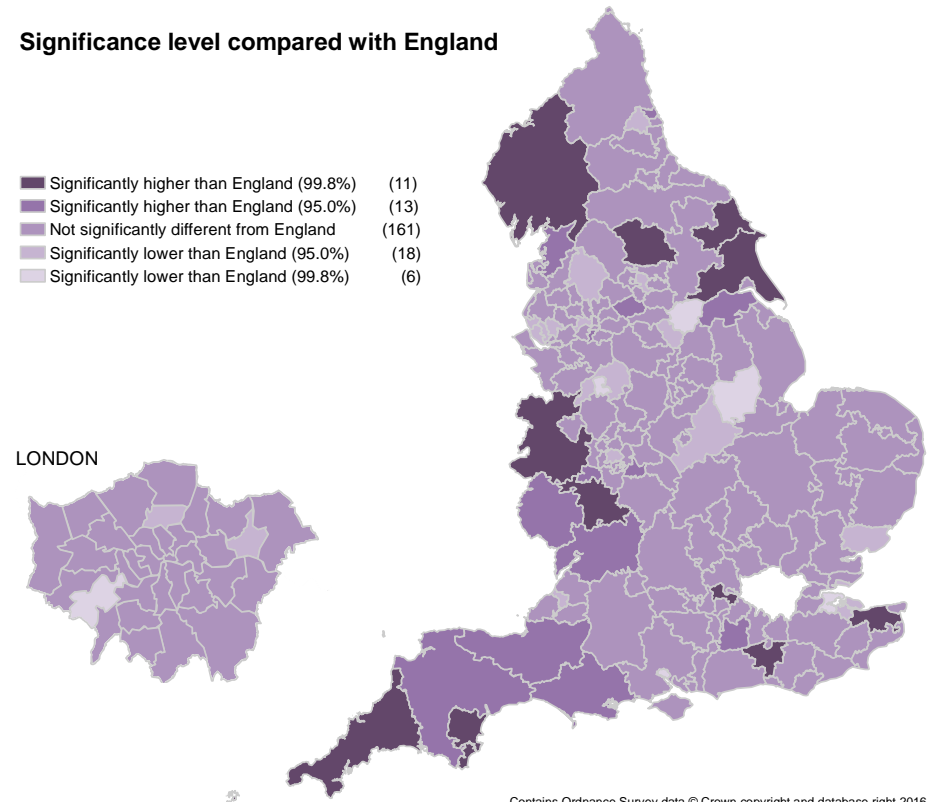 Significance level compared with England
Significantly higher than England (99.8%) (11)
Significantly higher than England (95.0%) (13)
Not significantly different from England (161)
Significantly lower than England (95.0%) (18)
Significantly lower than England (99.8%) (6)
LONDON
Contains Ordnance Survey data © Crown copyright and database right 2016